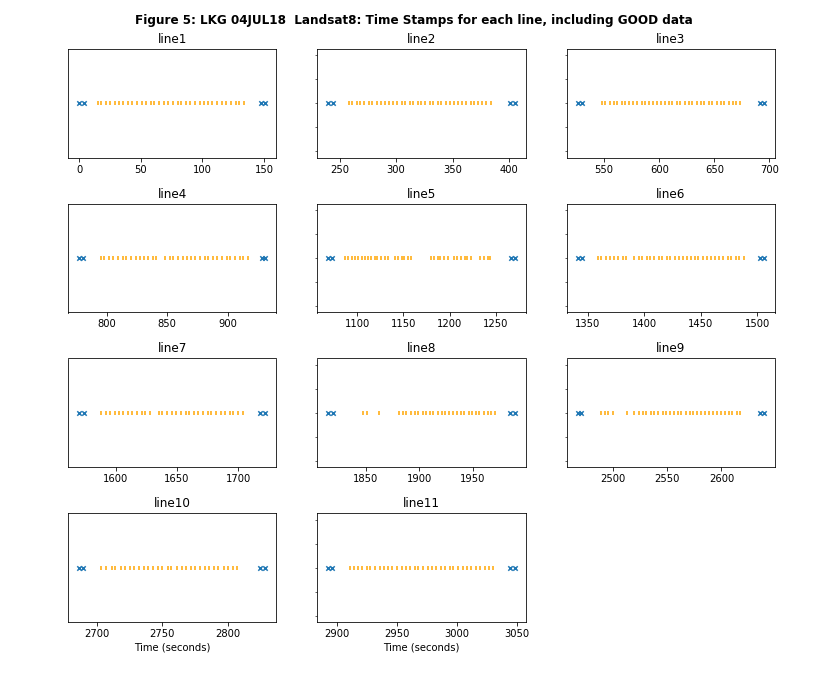 Figure 5: LKG 04JUL18  Landsat8: Time Stamps for each line, including GOOD data
line1
line2
line3
0 50 100 150
250 300 350 400
550 600 650 700
line4
line5
line6
800 850 900
1100 1150 1200 1250
1350 1400 1450 1500
line7
line8
line9
1600 1650 1700
1850 1900 1950
2500 2550 2600
line10
line11
2700 2750 2800
2900 2950 3000 3050
Time (seconds)
Time (seconds)